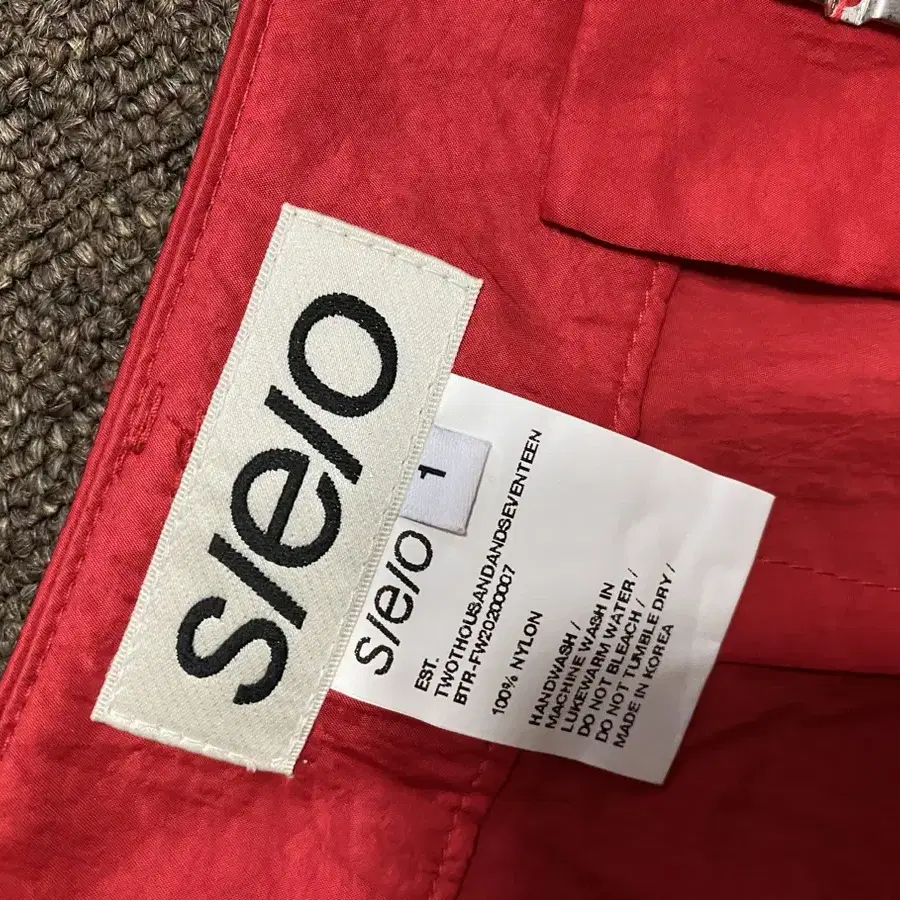 s/e/o
1
s/e/o
EST.
TWOTHOUSANDANDSEVENTEEN
BTR-FW20200007
100% NYLON
HANDWASH /
MACHINE WASH IN
LUKEWARM WATER /
DO NOT BLEACH /
DO NOT TUMBLE DRY /
MADE IN KOREA